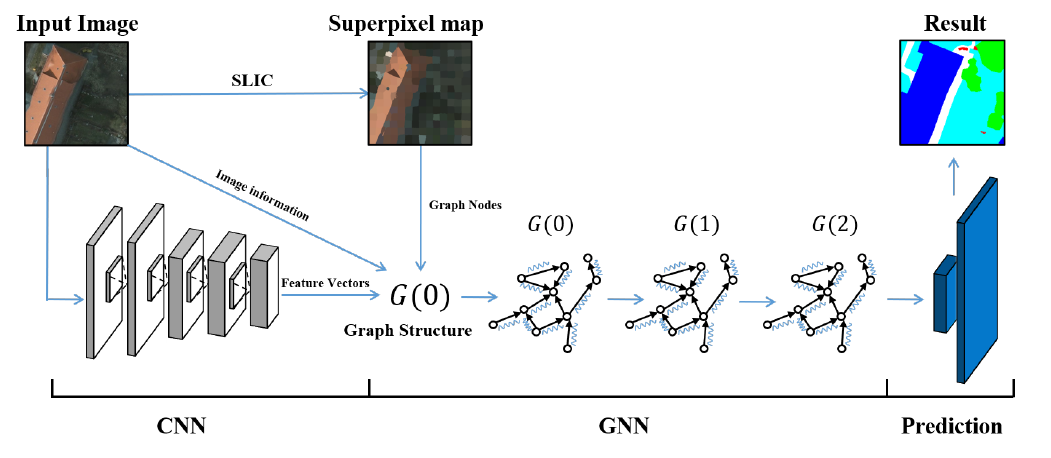 Input Image
Superpixel map
Result
SLIC
Image information
Graph Nodes
G(0)
G(1)
G(2)
Feature Vectors
G(0)
Graph Structure
CNN
GNN
Prediction